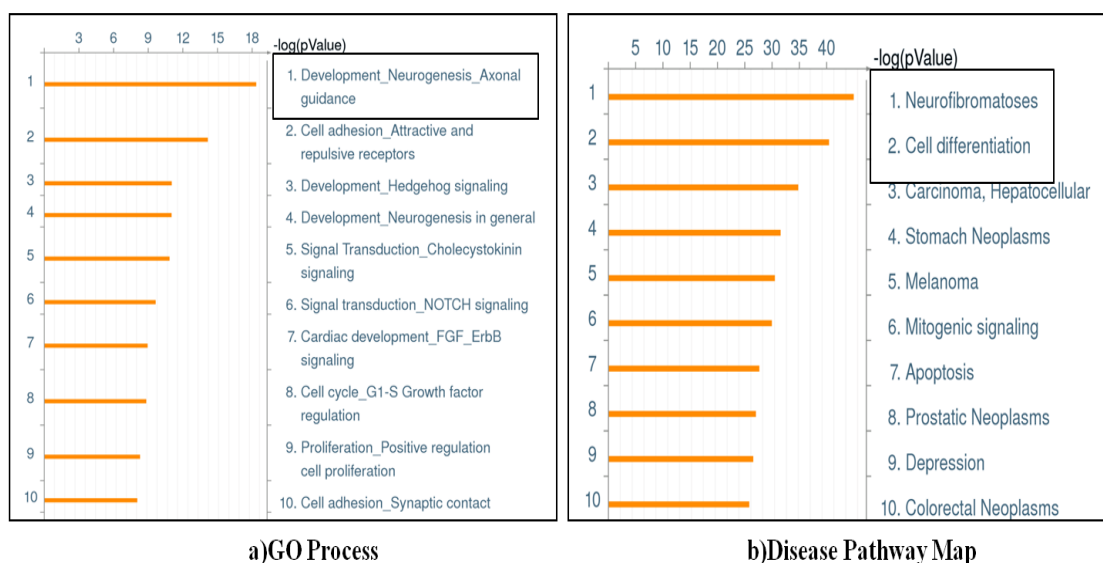 3 6 9 12 15 18
-log(pValue)
1
1. Development_Neurogenesis_Axonal
guidance
2
2. Cell adhesion_Attractive and
repulsive receptors
3
3. Development_Hedgehog signaling
4
4. Development_Neurogenesis in general
5
5. Signal Transduction_Cholecystokinin
signaling
6
6. Signal transduction_NOTCH signaling
7
7. Cardiac development_FGF_ErbB
signaling
8
8. Cell cycle_G1-S Growth factor
regulation
9
9. Proliferation_Positive regulation
cell proliferation
10
10. Cell adhesion_Synaptic contact
a)GO Process
5 10 15 20 25 30 35 40
-log(pValue)
1
1. Neurofibromatoses
2
2. Cell differentiation
3
3. Carcinoma, Hepatocellular
4
4. Stomach Neoplasms
5
5. Melanoma
6
6. Mitogenic signaling
7
7. Apoptosis
8
8. Prostatic Neoplasms
9
9. Depression
10
10. Colorectal Neoplasms
b)Disease Pathway Map